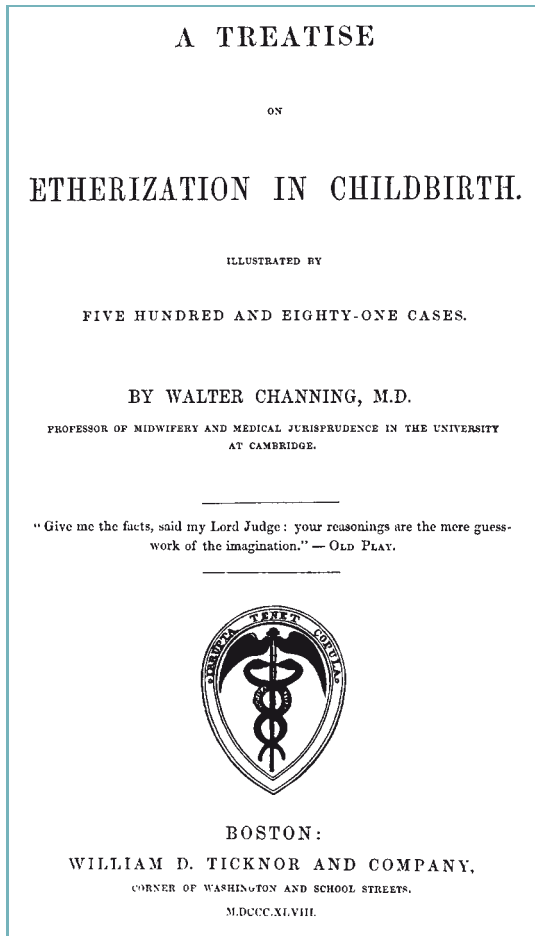 A TREATISE
ON
ETHERIZATION IN CHILDBIRTH.
ILLUSTRATED BY
FIVE HUNDRED AND EIGHTY-ONE CASES.
BY WALTER CHANNING, M.D.
PROFESSOR OF MIDWIFERY AND MEDICAL JURISPRUDENCE IN THE UNIVERSITY
AT CAMBRIDGE.
"Give me the facts, said my Lord Judge: your reasonings are the mere guess-
work of the imagination." — OLD PLAY.
IRRUPTA TENET COPULA
BOSTON:
WILLIAM D. TICKNOR AND COMPANY,
CORNER OF WASHINGTON AND SCHOOL STREETS.
M.DCCC.XLVIII.